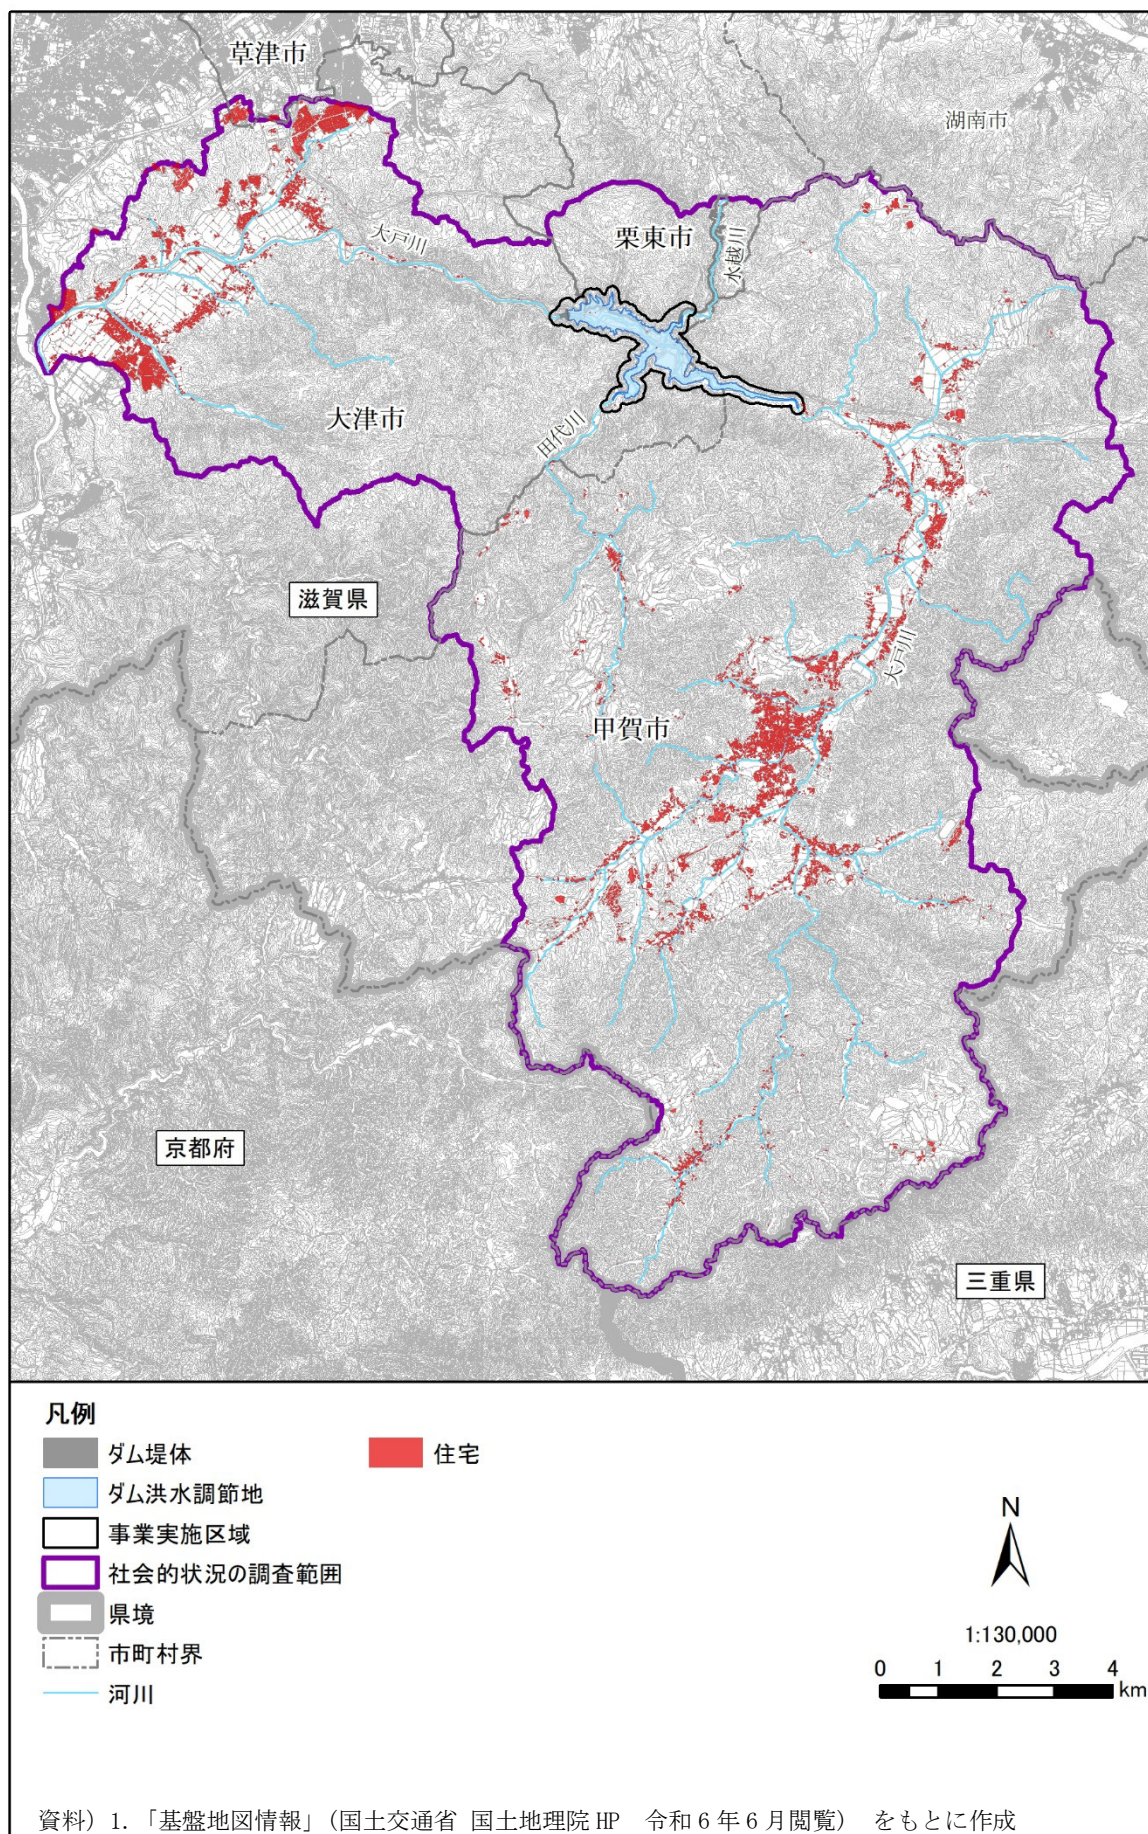 草津市
湖南市
栗東市
大戸川
水越川
大津市
田代川
滋賀県
大戸川
甲賀市
京都府
三重県
凡例
ダム堤体
住宅
ダム洪水調節地
事業実施区域
社会的状況の調査範囲
県境
市町村界
河川
N
1:130,000
0 1 2 3 4
km
資料）1. 「基盤地図情報」（国土交通省 国土地理院 HP 令和 6 年 6 月閲覧） をもとに作成